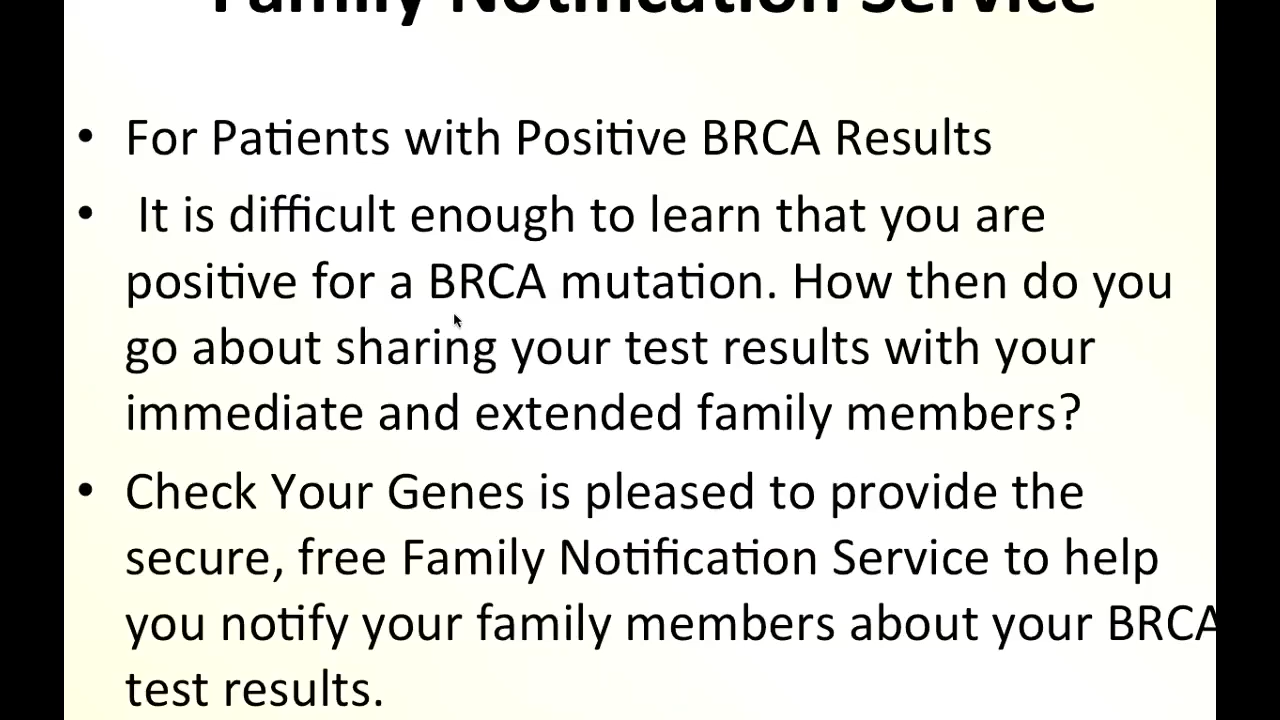 Family Notification Service
• For Patients with Positive BRCA Results
• It is difficult enough to learn that you are
positive for a BRCA mutation. How then do you
go about sharing your test results with your
immediate and extended family members?
• Check Your Genes is pleased to provide the
secure, free Family Notification Service to help
you notify your family members about your BRCA
test results.